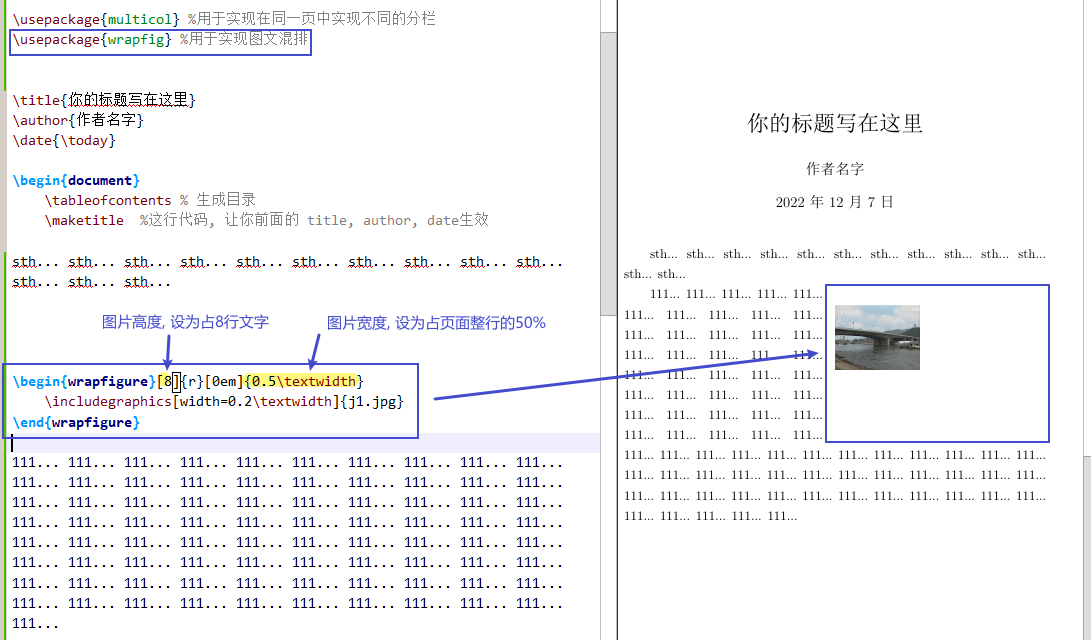 \usepackage{multicol} %用于实现在同一页中实现不同的分栏
\usepackage{wrapfig} %用于实现图文混排
\title{你的标题写在这里}
\author{作者名字}
\date{\today}
\begin{document}
\tableofcontents % 生成目录
\maketitle %这行代码, 让你前面的 title, author, date生效
sth... sth... sth... sth... sth... sth... sth... sth... sth... sth...
sth... sth... sth...
图片高度, 设为占8行文字
图片宽度, 设为占页面整行的50%
\begin{wrapfigure}[8]{r}[0em]{0.5\textwidth}
\includegraphics[width=0.2\textwidth]{j1.jpg}
\end{wrapfigure}
111... 111... 111... 111... 111... 111... 111... 111... 111... 111...
111... 111... 111... 111... 111... 111... 111... 111... 111... 111...
111... 111... 111... 111... 111... 111... 111... 111... 111... 111...
111... 111... 111... 111... 111... 111... 111... 111... 111... 111...
111... 111... 111... 111... 111... 111... 111... 111... 111... 111...
111... 111... 111... 111... 111... 111... 111... 111... 111... 111...
111... 111... 111... 111... 111... 111... 111... 111... 111... 111...
111... 111... 111... 111... 111... 111... 111... 111... 111... 111...
111...
你的标题写在这里
作者名字
2022 年 12 月 7 日
sth... sth... sth... sth... sth... sth... sth... sth... sth... sth... sth...
sth... sth...
111... 111... 111... 111... 111...
111... 111... 111... 111... 111...
111... 111... 111... 111... 111...
111... 111... 111... 111... 111...
111... 111... 111... 111... 111...
111... 111... 111... 111... 111...
111... 111... 111... 111... 111...
111... 111... 111... 111... 111...
111... 111... 111... 111... 111... 111... 111... 111... 111... 111... 111... 111...
111... 111... 111... 111... 111... 111... 111... 111... 111... 111... 111... 111...
111... 111... 111... 111... 111... 111... 111... 111... 111... 111... 111... 111...
111... 111... 111... 111... 111...